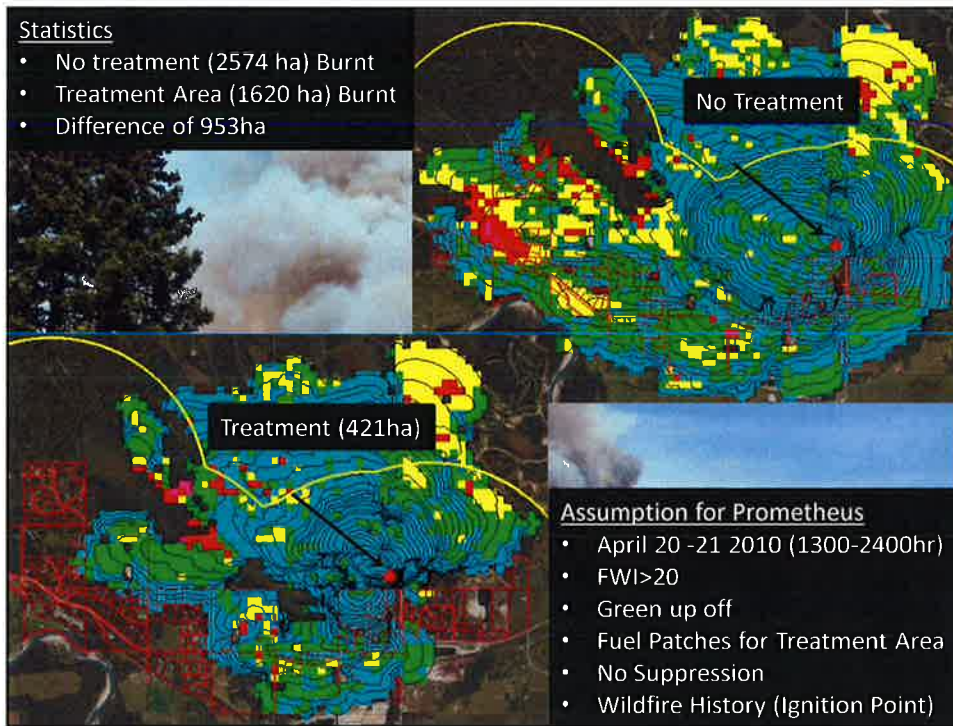 Statistics
• No treatment (2574 ha) Burnt
• Treatment Area (1620 ha) Burnt
• Difference of 953ha
No Treatment
Treatment (421ha)
Assumption for Prometheus
• April 20 -21 2010 (1300-2400hr)
• FWI>20
• Green up off
• Fuel Patches for Treatment Area
• No Suppression
• Wildfire History (Ignition Point)